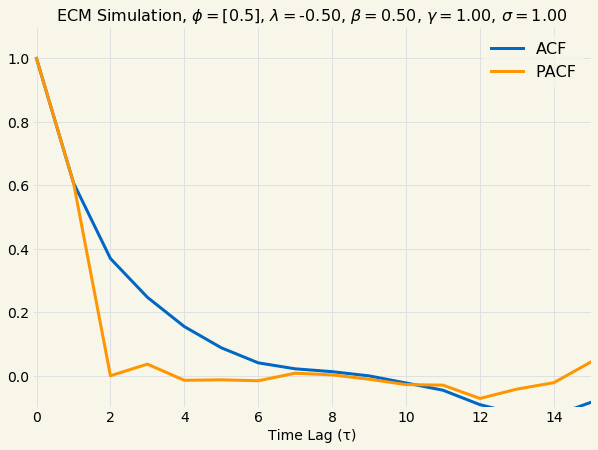 ECM Simulation, ϕ = [0.5], λ = -0.50, β = 0.50, γ = 1.00, σ = 1.00
ACF
PACF
1.0
0.8
0.6
0.4
0.2
0.0
0 2 4 6 8 10 12 14
Time Lag (τ)